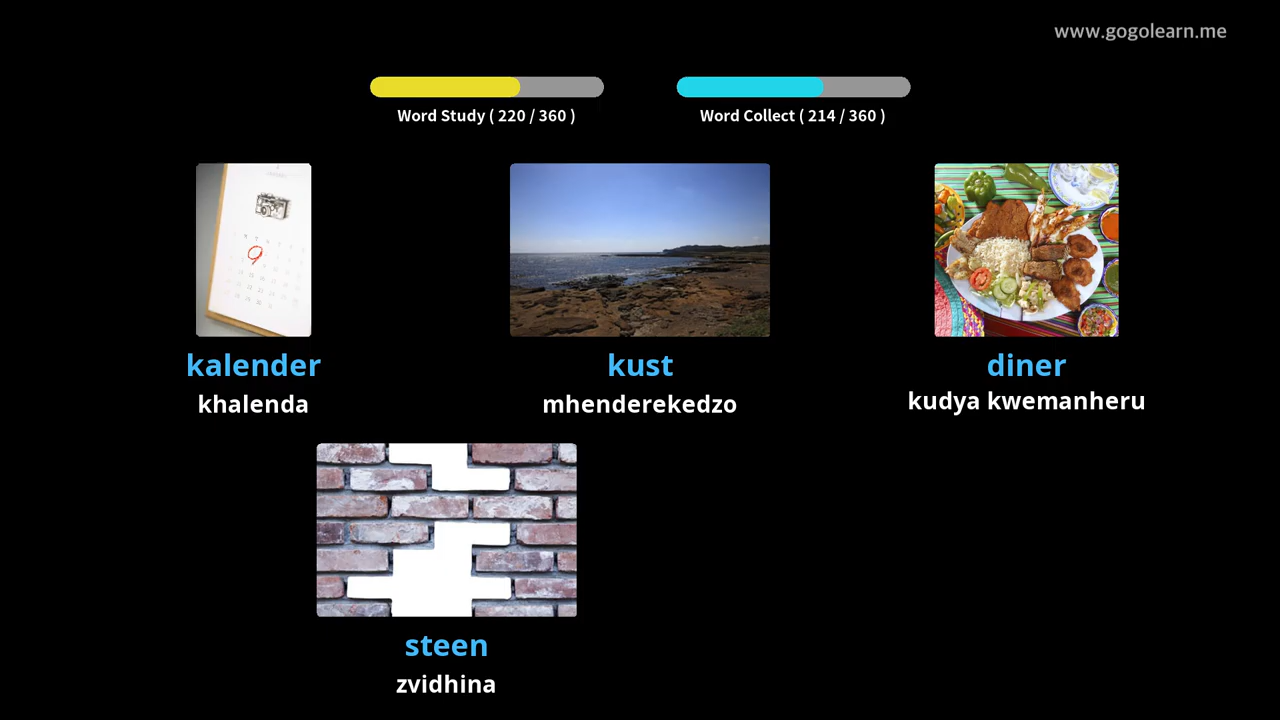 www.gogolearn.me
Word Study ( 220 / 360 )
Word Collect ( 214 / 360 )
kalender
khalenda
kust
mhenderekedzo
diner
kudya kwemanheru
steen
zvidhina